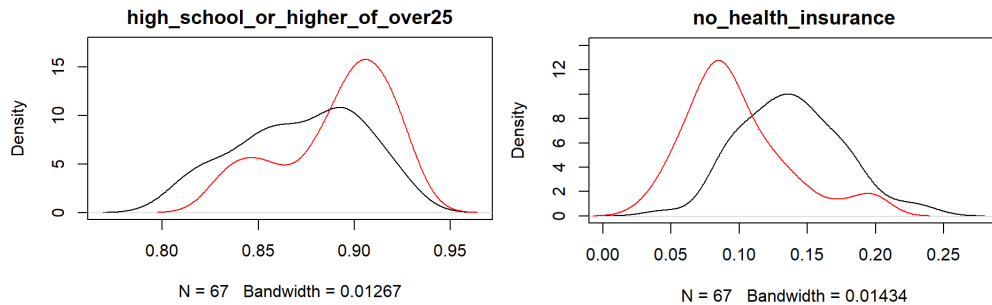 high_school_or_higher_of_over25
Density
0 5 10 15
0.80 0.85 0.90 0.95
N = 67 Bandwidth = 0.01267
no_health_insurance
Density
0 2 4 6 8 12
0.00 0.05 0.10 0.15 0.20 0.25
N = 67 Bandwidth = 0.01434